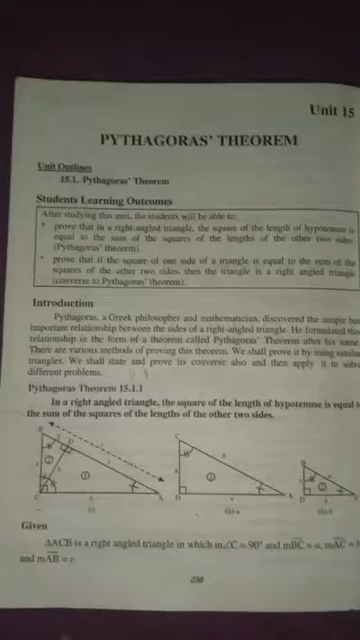 Unit 15
PYTHAGORAS' THEOREM
Unit Outlines
15.1. Pythagoras' Theorem
Students Learning Outcomes
After studying this unit, the students will be able to:
* prove that in a right-angled triangle, the square of the length of hypotenuse is
equal to the sum of the squares of the lengths of the other two sides.
(Pythagoras' theorem).
* prove that if the square of one side of a triangle is equal to the sum of the
squares of the other two sides, then the triangle is a right angled triangle
(converse to Pythagoras' theorem).
Introduction
Pythagoras, a Greek philosopher and mathematician, discovered the simple but
important relationship between the sides of a right-angled triangle. He formulated this
relationship in the form of a theorem called Pythagoras' Theorem after his name.
There are various methods of proving this theorem. We shall prove it by using similar
triangles. We shall state and prove its converse also and then apply it to solve
different problems.
Pythagoras Theorem 15.1.1
In a right angled triangle, the square of the length of hypotenuse is equal to
the sum of the squares of the lengths of the other two sides.
Given
ΔACB is a right angled triangle in which m∠C = 90° and mBC = a, mAC = b
and mAB = c